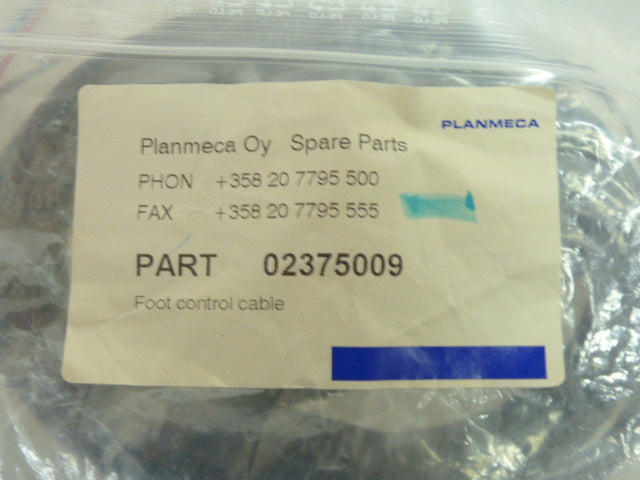 PLANMECA
Planmeca Oy Spare Parts
PHON +358 20 7795 500
FAX +358 20 7795 555
PART 02375009
Foot control cable